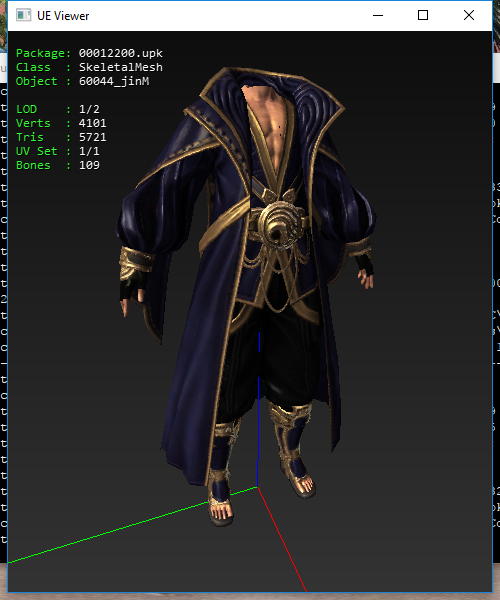 UE Viewer
Package: 00012200.upk
Class : SkeletalMesh
Object : 60044_jinM
LOD : 1/2
Verts : 4101
Tris : 5721
UV Set : 1/1
Bones : 109